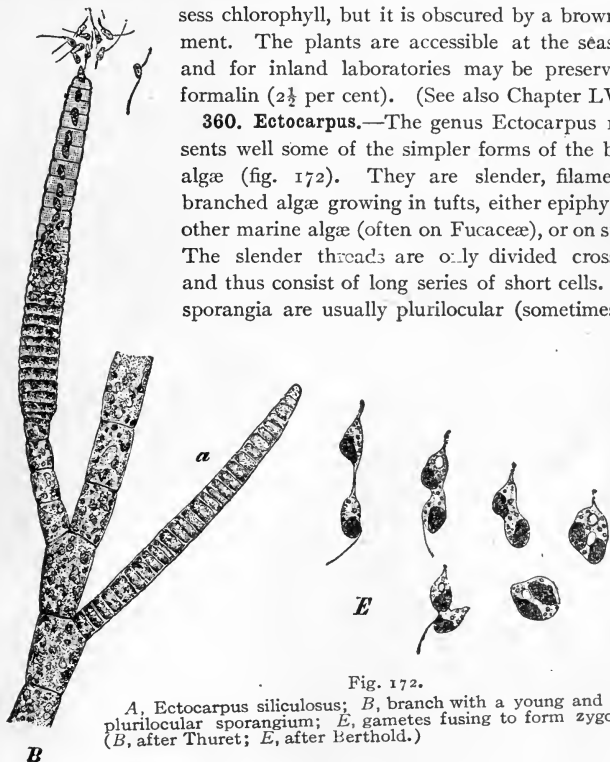 sess chlorophyll, but it is obscured by a brown
ment. The plants are accessible at the seas
and for inland laboratories may be preserv
formalin (2½ per cent). (See also Chapter LV
360. Ectocarpus.—The genus Ectocarpus r
sents well some of the simpler forms of the b
algæ (fig. 172). They are slender, filame
branched algæ growing in tufts, either epiphy
other marine algæ (often on Fucaceæ), or on s
The slender threads are only divided cross
and thus consist of long series of short cells.
sporangia are usually plurilocular (sometimes
a
E
B
Fig. 172.
A, Ectocarpus siliculosus; B, branch with a young and
plurilocular sporangium; E, gametes fusing to form zygo
(B, after Thuret; E, after Berthold.)